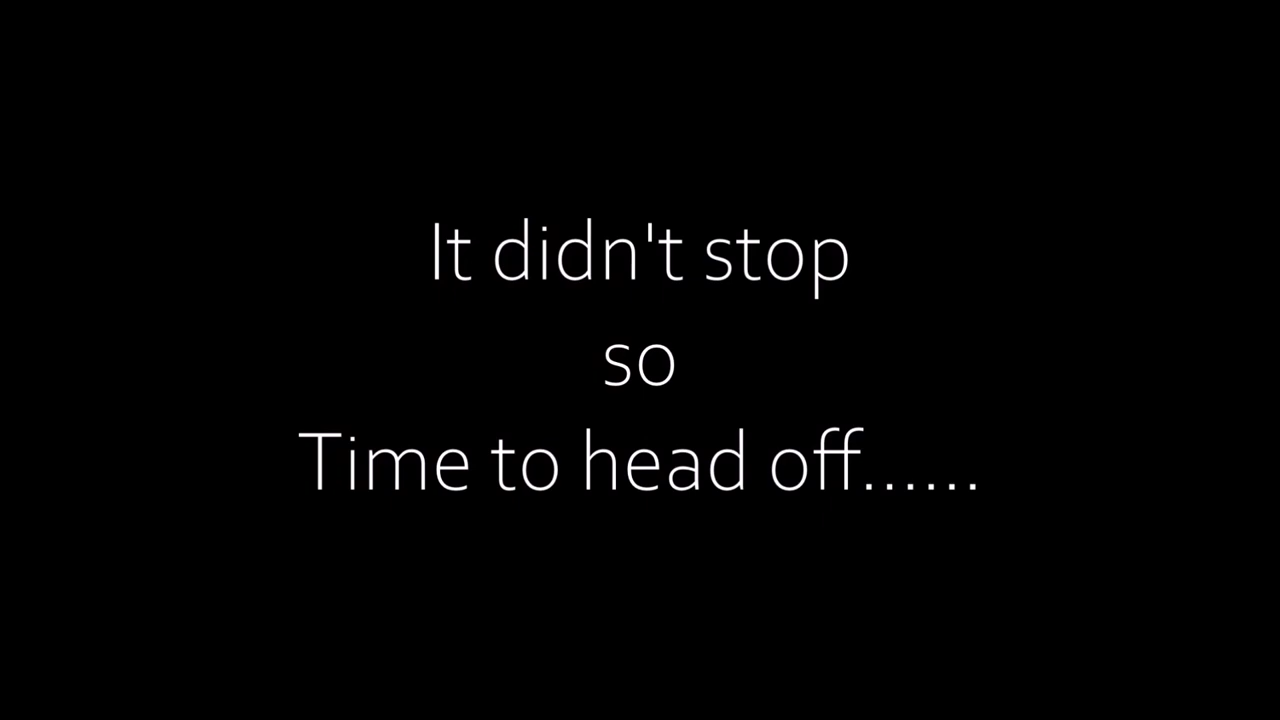 It didn't stop
so
Time to head off......